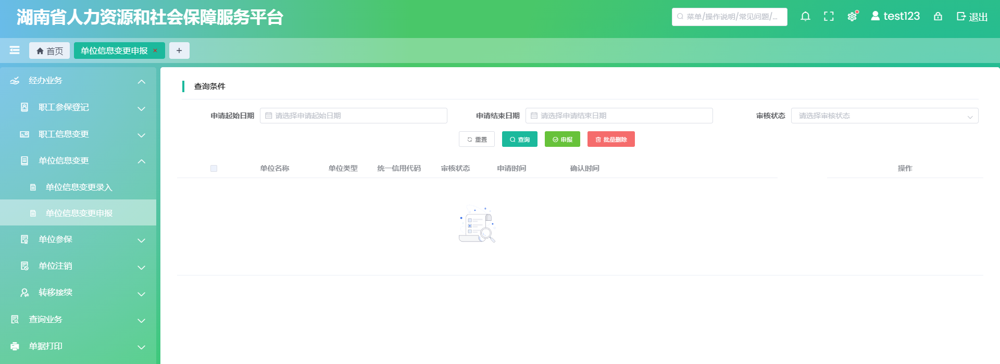 湖南省人力资源和社会保障服务平台
菜单/操作说明/常见问题/...
test123
退出
首页
单位信息变更申报 ×
+
经办业务
职工参保登记
职工信息变更
单位信息变更
单位信息变更录入
单位信息变更申报
单位参保
单位注销
转移接续
查询业务
单据打印
查询条件
申请起始日期 请选择申请起始日期
申请结束日期 请选择申请结束日期
审核状态 请选择审核状态
重置 查询 申报 批量删除
单位名称 单位类型 统一信用代码 审核状态 申请时间 确认时间 操作